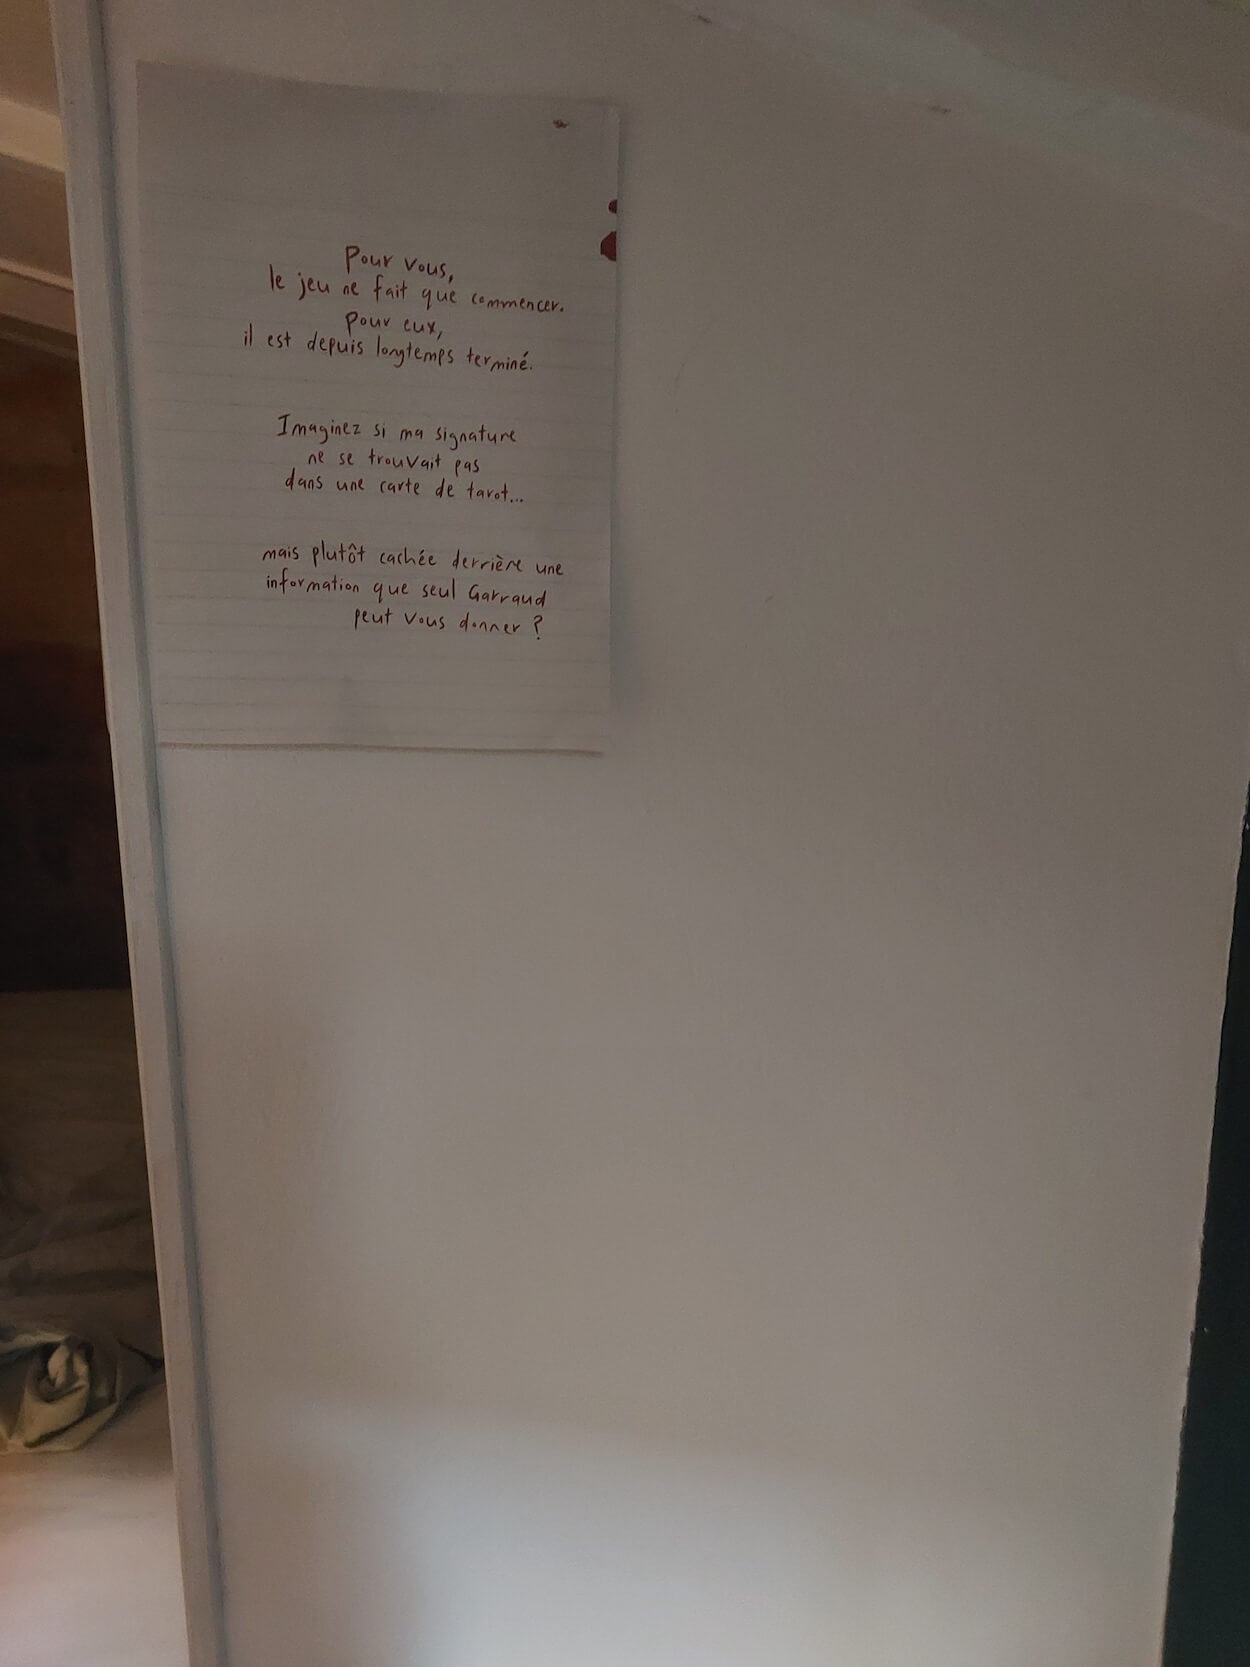 Pour vous,
le jeu ne fait que commencer.
Pour eux,
il est depuis longtemps terminé.
Imaginez si ma signature
ne se trouvait pas
dans une carte de tarot...
mais plutôt cachée derrière une
information que seul Garraud
peut vous donner ?